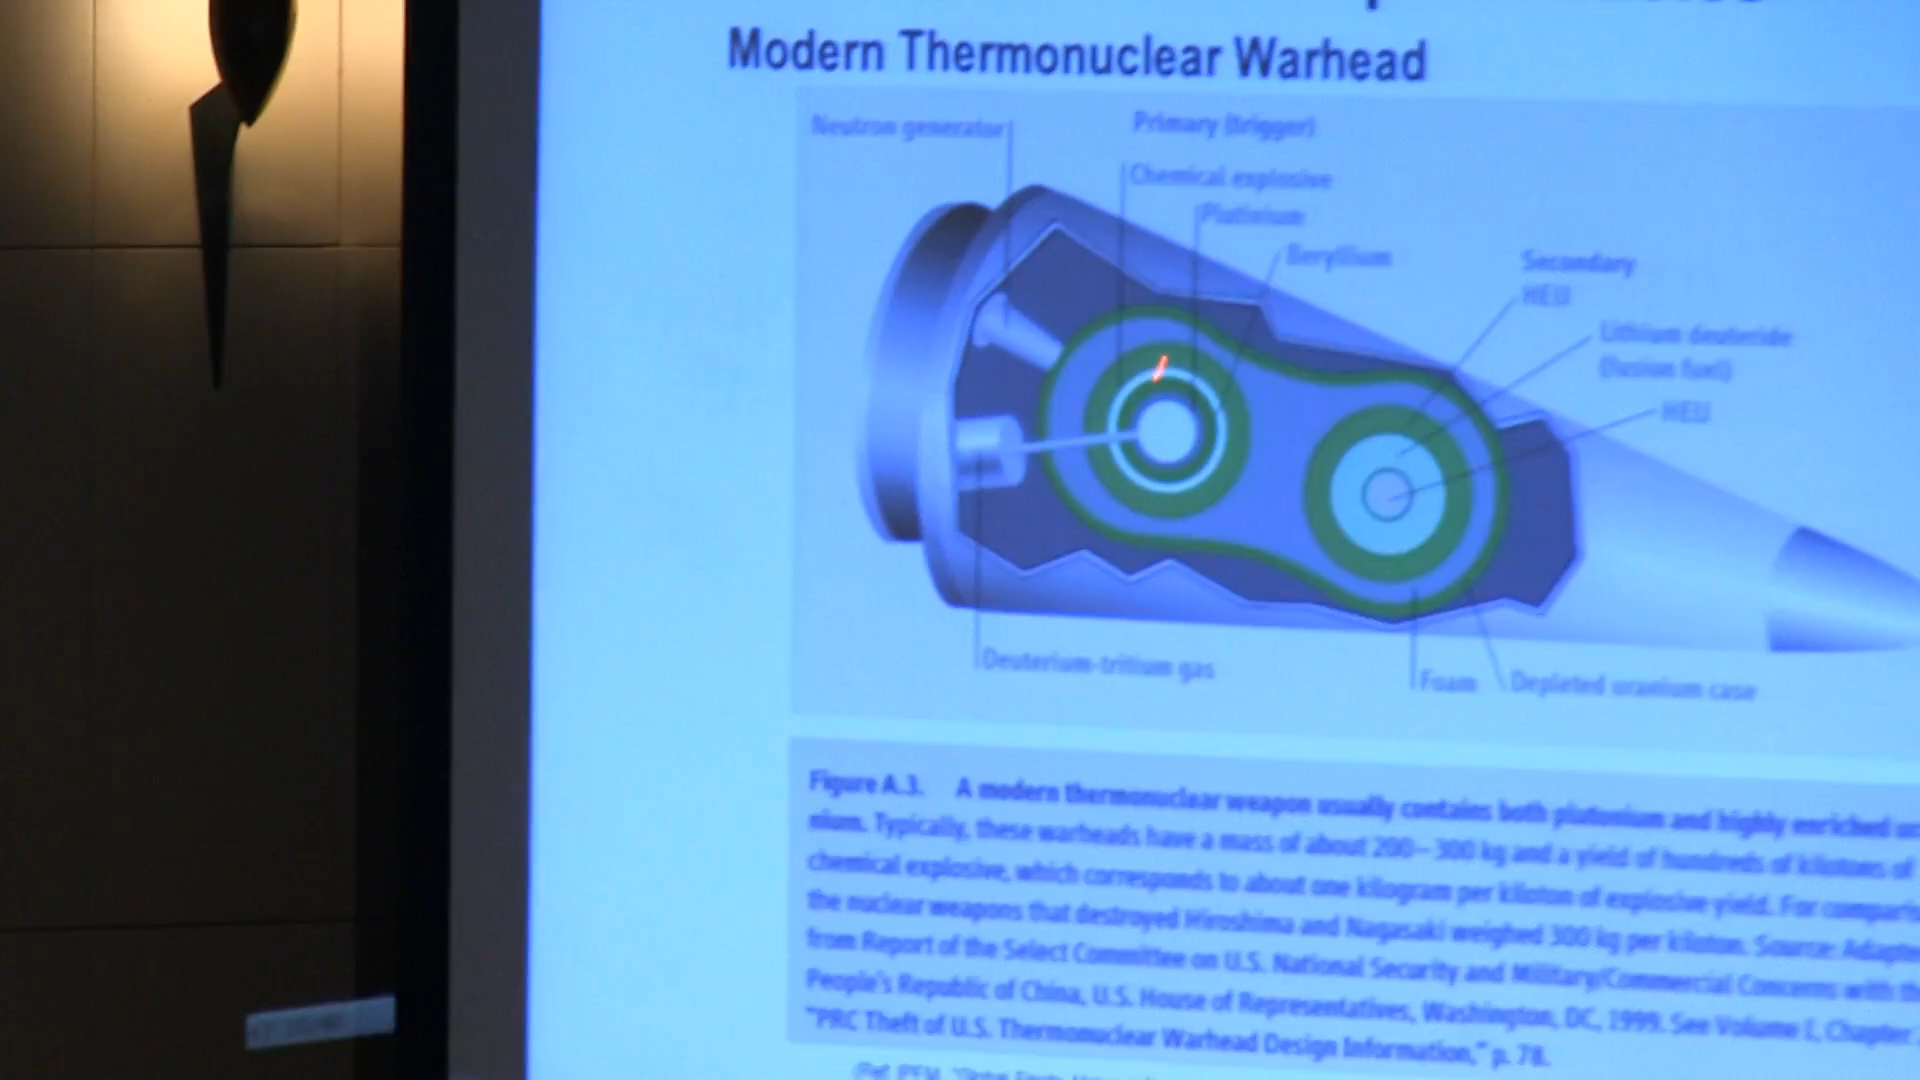 Modern Thermonuclear Warhead
Neutron generator
Primary (trigger)
Chemical explosive
Plutinium
Beryllium
Secondary
HEU
Lithium deuteride
(fusion fuel)
HEU
Deuterium-tritium gas
Foam
Depleted uranium case
Figure A.3. A modern thermonuclear weapon usually contains both plutonium and highly enriched
nium. Typically, these warheads have a mass of about 200–300 kg and a yield of hundreds of kilotons of
chemical explosive, which corresponds to about one kilogram per kiloton of explosive yield. For
the nuclear weapons that destroyed Hiroshima and Nagasaki weighed 300 kg per kiloton. Source:
from Report of the Select Committee on U.S. National Security and Military/Commercial Concerns with
People's Republic of China, U.S. House of Representatives, Washington, DC, 1999. See Volume I, Chapter
"PRC Theft of U.S. Thermonuclear Warhead Design Information," p. 78.